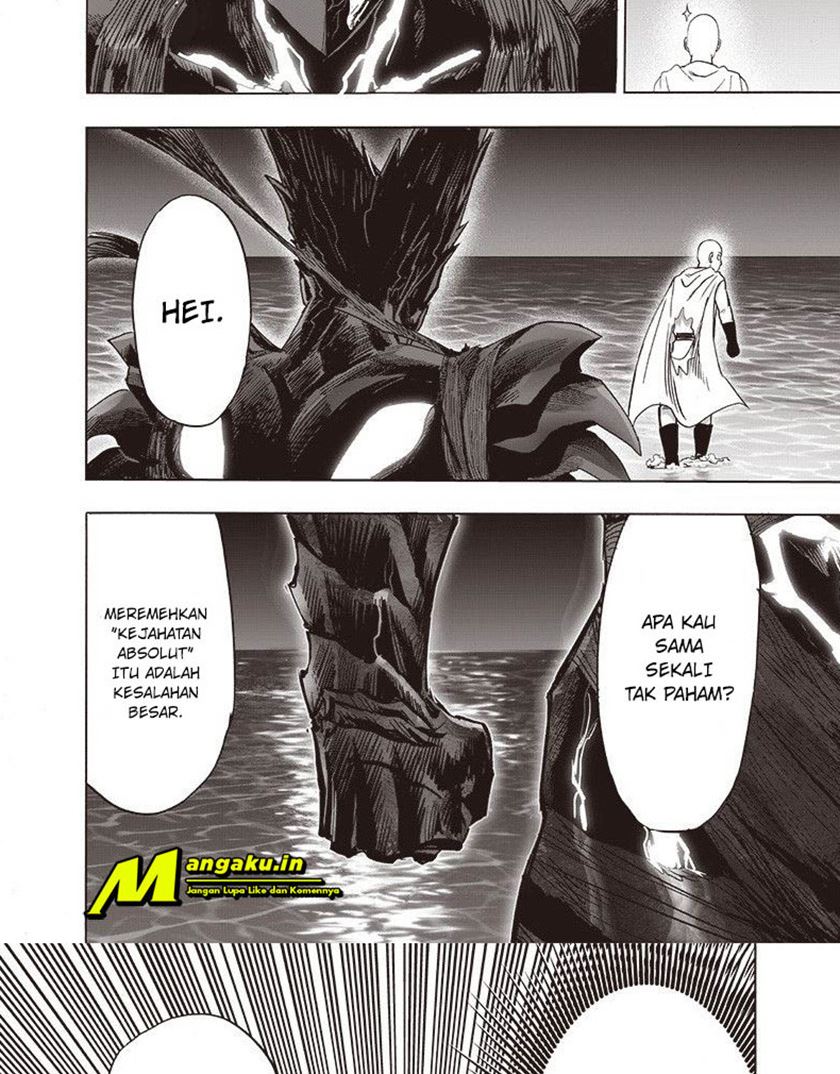 HEI.
APA KAU
SAMA
SEKALI
TAK PAHAM?
MEREMEHKAN
"KEJAHATAN
ABSOLUT"
ITU ADALAH
KESALAHAN
BESAR.
Mangaku.in
Jangan Lupa Like dan Komennya